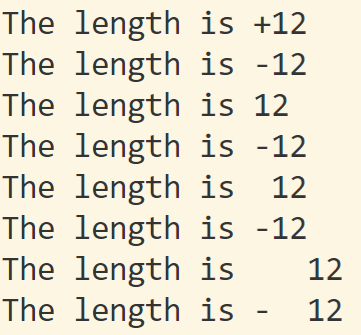 The length is +12
The length is -12
The length is 12
The length is -12
The length is  12
The length is -12
The length is    12
The length is -  12